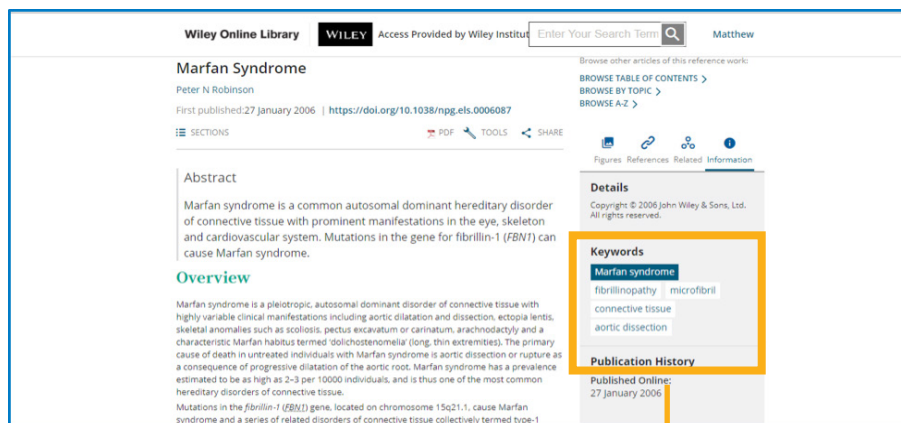 Wiley Online Library WILEY Access Provided by Wiley Institut Enter Your Search Term Matthew
Marfan Syndrome
Peter N Robinson
First published:27 January 2006 | https://doi.org/10.1038/npg.els.0006087
SECTIONS PDF TOOLS SHARE
Abstract
Marfan syndrome is a common autosomal dominant hereditary disorder
of connective tissue with prominent manifestations in the eye, skeleton
and cardiovascular system. Mutations in the gene for fibrillin-1 (FBN1) can
cause Marfan syndrome.
Overview
Marfan syndrome is a pleiotropic, autosomal dominant disorder of connective tissue with
highly variable clinical manifestations including aortic dilatation and dissection, ectopia lentis,
skeletal anomalies such as scoliosis, pectus excavatum or carinatum, arachnodactyly and a
characteristic Marfan habitus termed 'dolichostenomelia' (long, thin extremities). The primary
cause of death in untreated individuals with Marfan syndrome is aortic dissection or rupture as
a consequence of progressive dilatation of the aortic root. Marfan syndrome has a prevalence
estimated to be as high as 2–3 per 10000 individuals, and is thus one of the most common
hereditary disorders of connective tissue.
Mutations in the fibrillin-1 (FBN1) gene, located on chromosome 15q21.1, cause Marfan
syndrome and a series of related disorders of connective tissue collectively termed type-1
Browse other articles of this reference work:
BROWSE TABLE OF CONTENTS
BROWSE BY TOPIC
BROWSE A-Z
Figures References Related Information
Details
Copyright © 2006 John Wiley & Sons, Ltd.
All rights reserved.
Keywords
Marfan syndrome
fibrillinopathy microfibril
connective tissue
aortic dissection
Publication History
Published Online:
27 January 2006